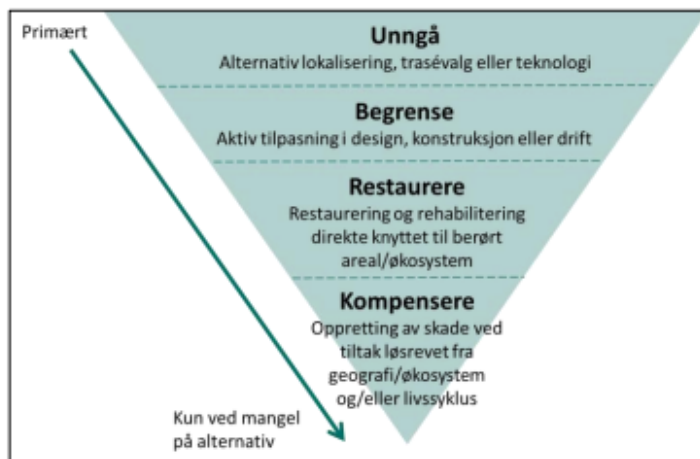 Primært
Unngå
Alternativ lokalisering, trasévalg eller teknologi
Begrense
Aktiv tilpasning i design, konstruksjon eller drift
Restaurere
Restaurering og rehabilitering
direkte knyttet til berørt
areal/økosystem
Kompensere
Oppretting av skade ved
tiltak løsrevet fra
geografi/økosystem
og/eller livssyklus
Kun ved mangel
på alternativ